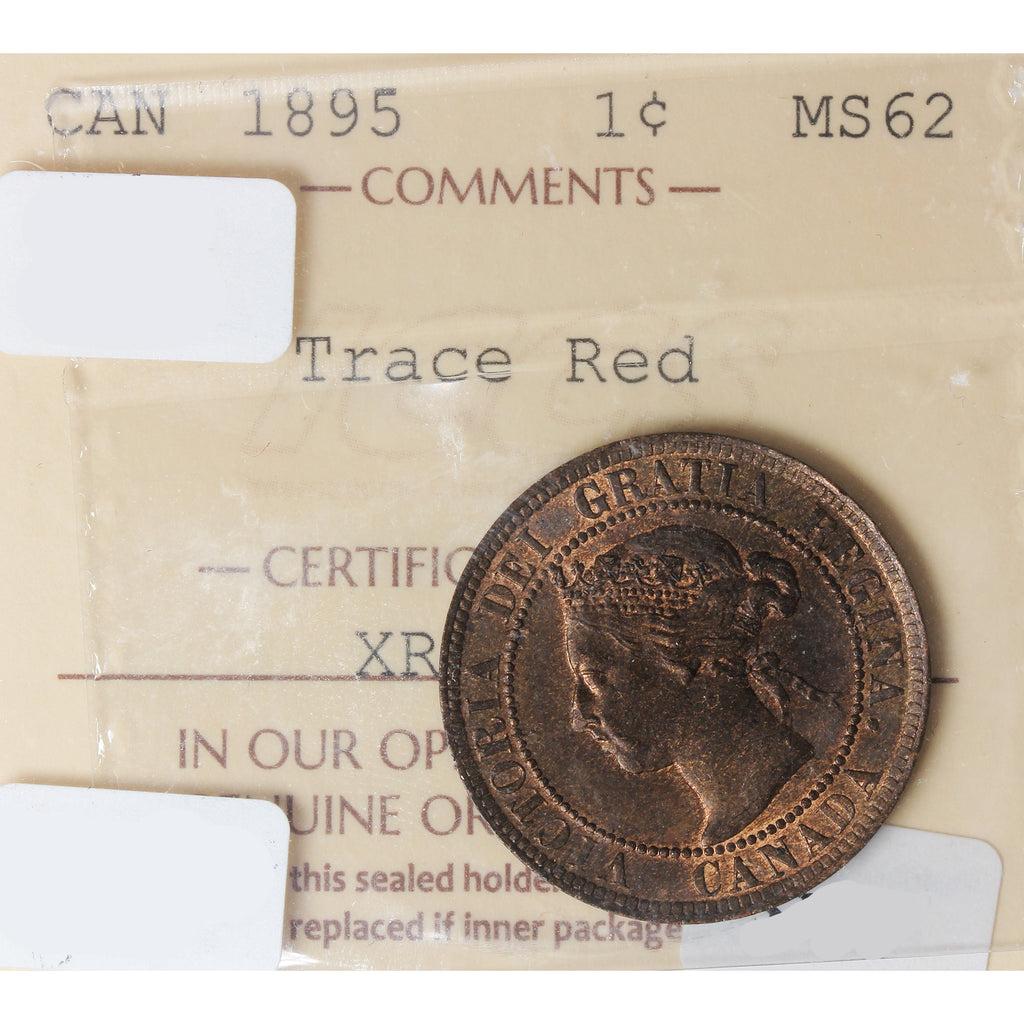 CAN 1895 1¢ MS62
— COMMENTS —
ICCS
Trace Red
— CERTIFIC
XR
IN OUR OP
UINE OR
this sealed holde
replaced if inner package
VICTORIA DEI GRATIA REGINA.
CANADA